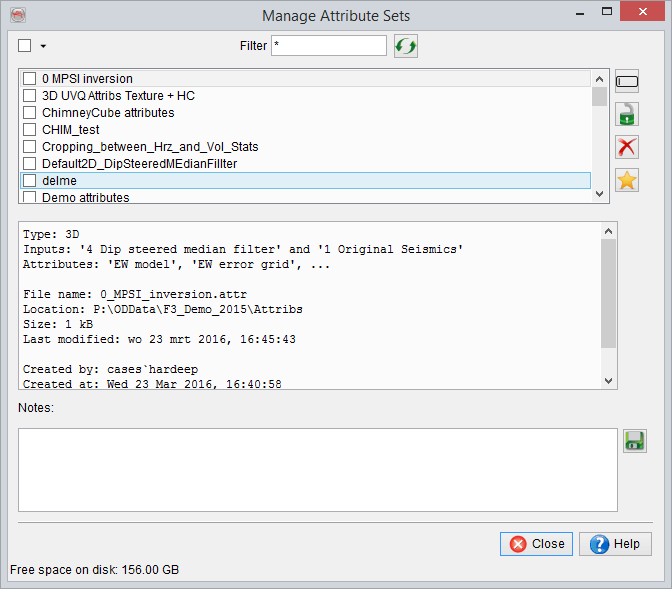 Manage Attribute Sets
Filter *
0 MPSI inversion
3D UVQ Attribs Texture + HC
ChimneyCube attributes
CHIM_test
Cropping_between_Hrz_and_Vol_Stats
Default2D_DipSteeredMEdianFillter
delme
Demo attributes
Type: 3D
Inputs: '4 Dip steered median filter' and '1 Original Seismics'
Attributes: 'EW model', 'EW error grid', ...
File name: 0_MPSI_inversion.attr
Location: P:\ODData\F3_Demo_2015\Attribs
Size: 1 kB
Last modified: wo 23 mrt 2016, 16:45:43
Created by: cases`hardeep
Created at: Wed 23 Mar 2016, 16:40:58
Notes:
Close Help
Free space on disk: 156.00 GB